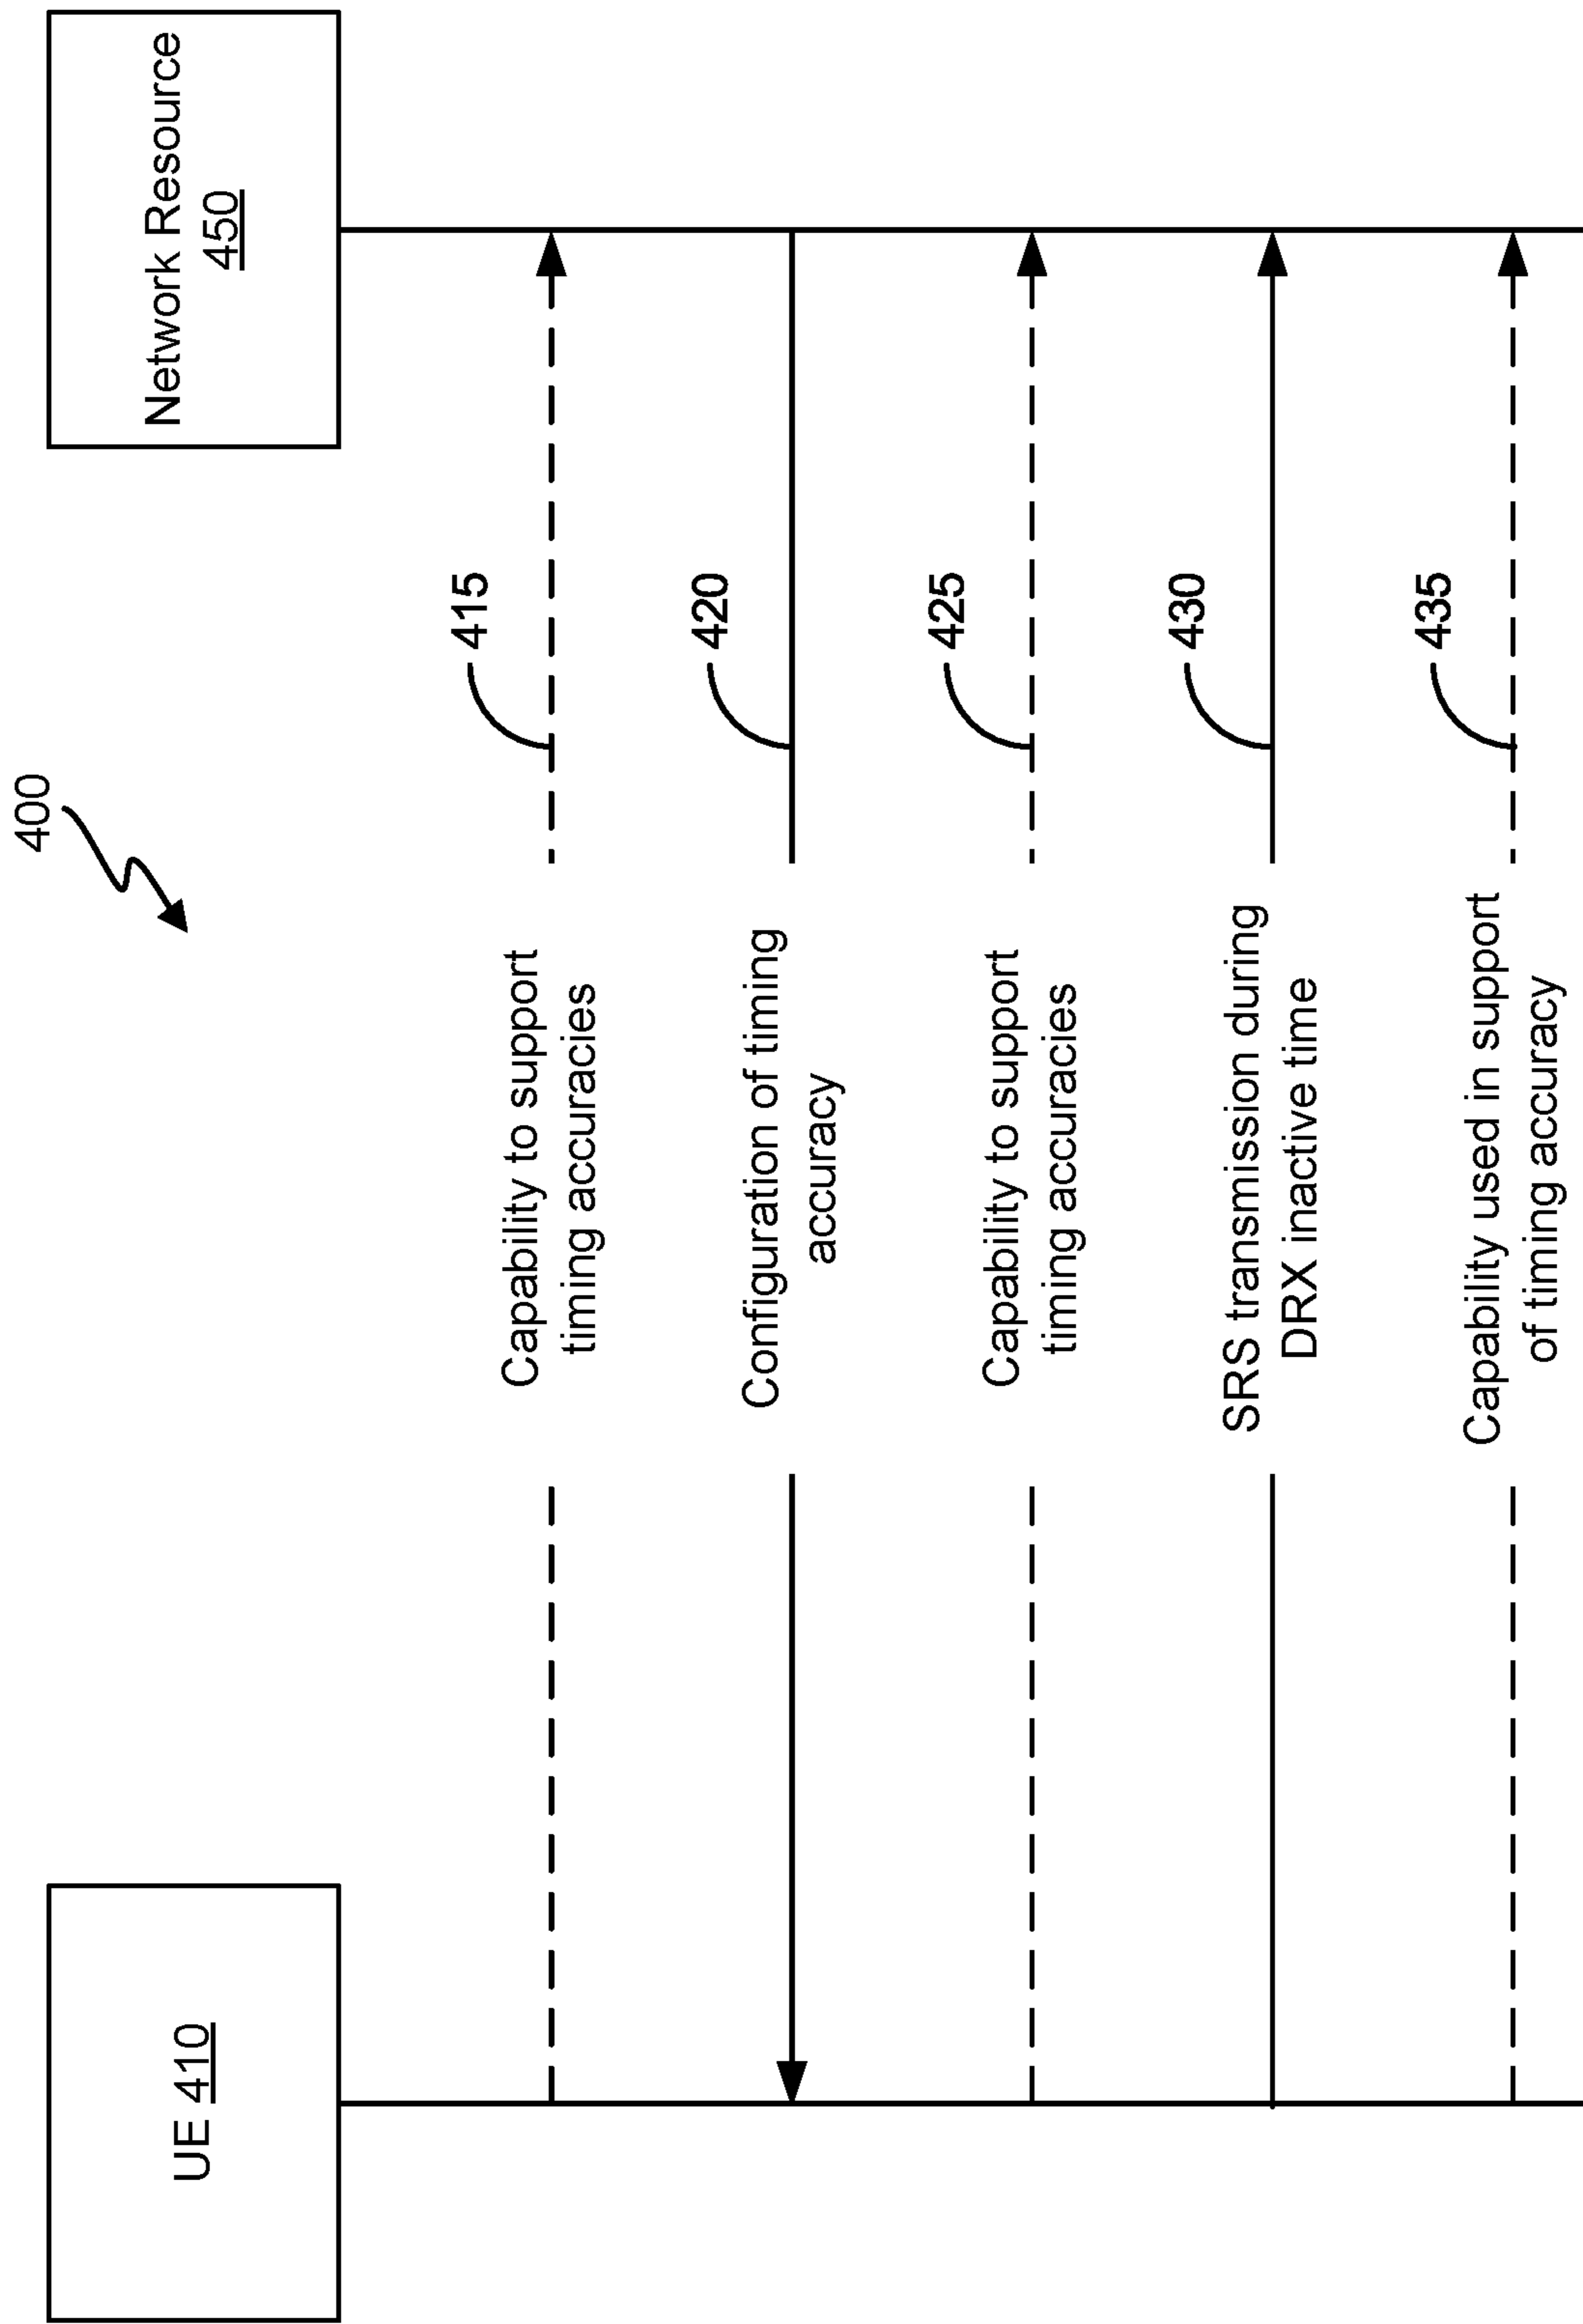 400
UE 410
Network Resource
450
415
Capability to support
timing accuracies
420
Configuration of timing
accuracy
425
Capability to support
timing accuracies
430
SRS transmission during
DRX inactive time
435
Capability used in support
of timing accuracy